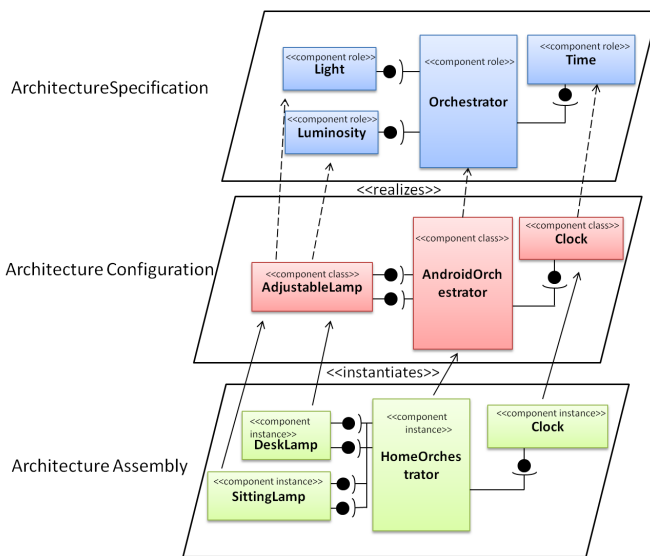 <<component role>>
Light
<<component role>>
Orchestrator
<<component role>>
Time
ArchitectureSpecification
<<component role>>
Luminosity
<<realizes>>
<<component class>>
AndroidOrch
estrator
<<component class>>
Clock
Architecture Configuration
<<component class>>
AdjustableLamp
<<instantiates>>
<<component
instance>>
DeskLamp
<<component
instance>>
HomeOrches
trator
<<component instance>>
Clock
Architecture Assembly
<<component instance>>
SittingLamp